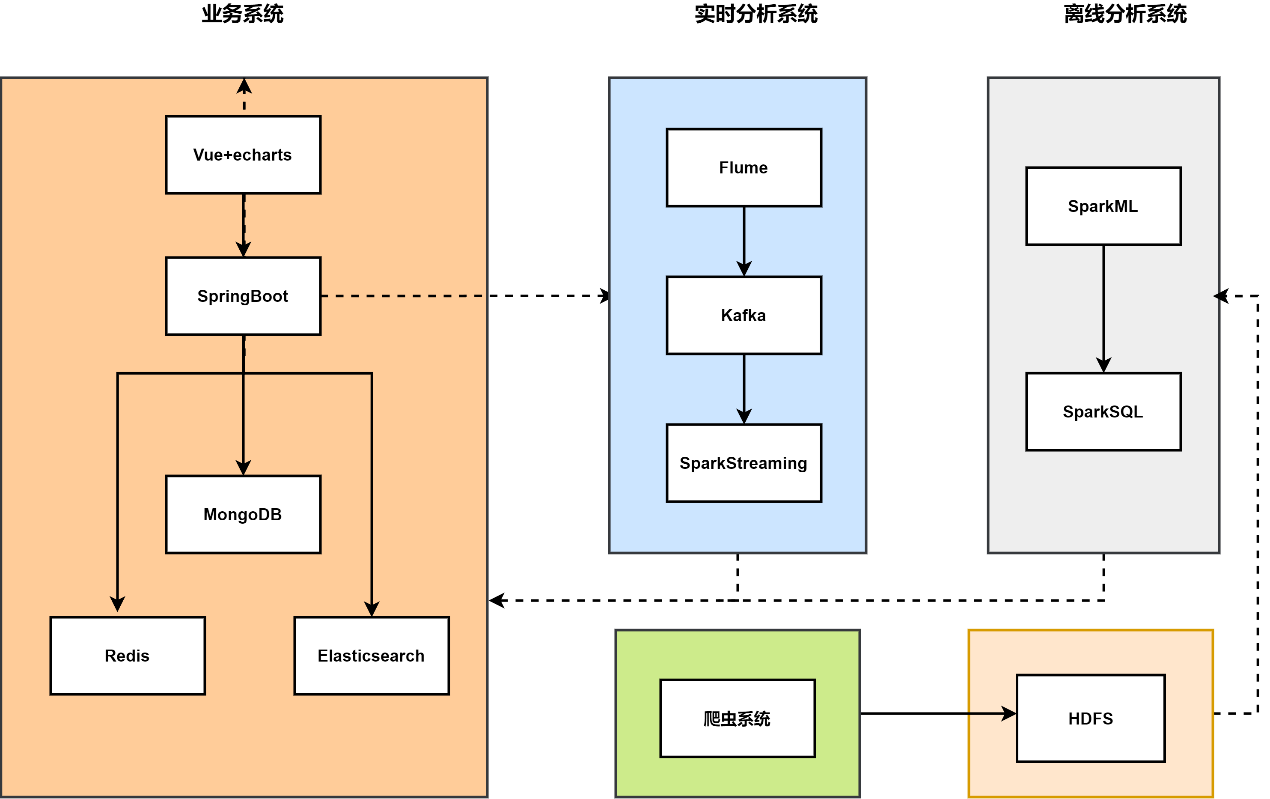 业务系统
实时分析系统
离线分析系统
Vue+echarts
SpringBoot
MongoDB
Redis
Elasticsearch
Flume
Kafka
SparkStreaming
SparkML
SparkSQL
爬虫系统
HDFS